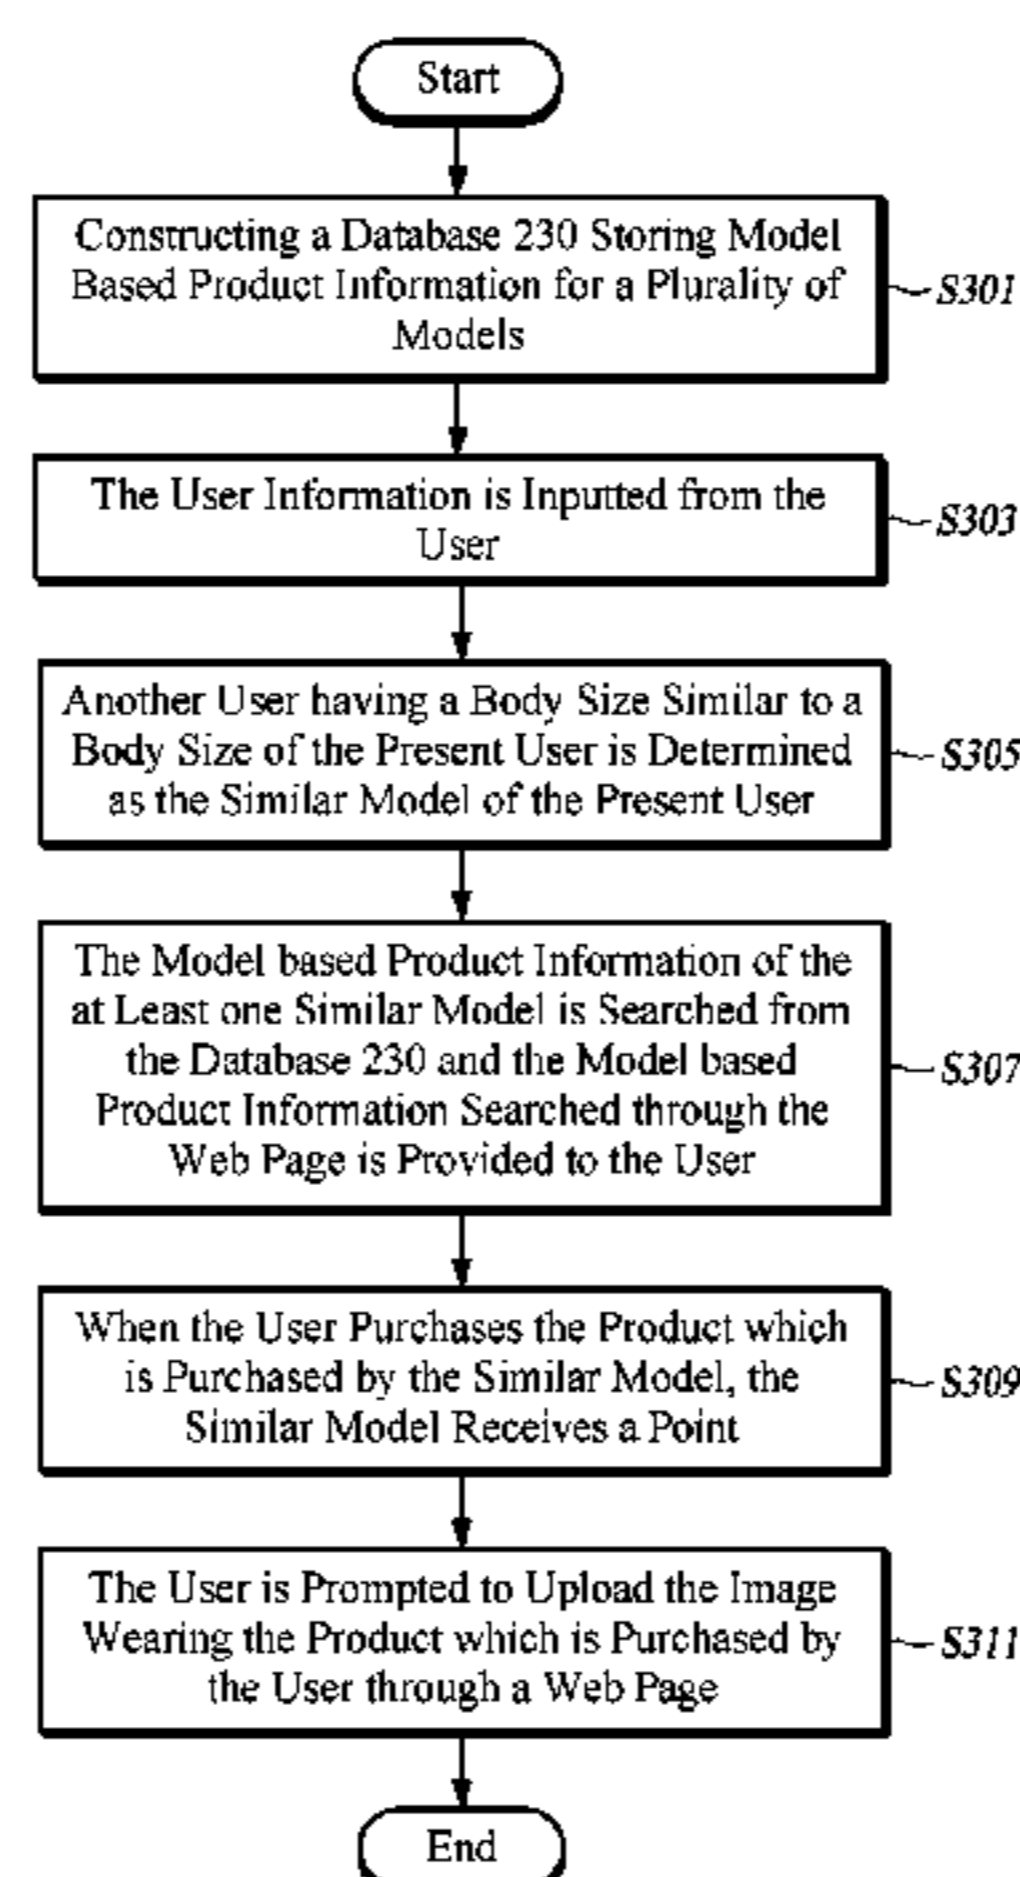 Start
Constructing a Database 230 Storing Model
Based Product Information for a Plurality of
Models
S301
The User Information is Inputted from the
User
S303
Another User having a Body Size Similar to a
Body Size of the Present User is Determined
as the Similar Model of the Present User
S305
The Model based Product Information of the
at Least one Similar Model is Searched from
the Database 230 and the Model based
Product Information Searched through the
Web Page is Provided to the User
S307
When the User Purchases the Product which
is Purchased by the Similar Model, the
Similar Model Receives a Point
S309
The User is Prompted to Upload the Image
Wearing the Product which is Purchased by
the User through a Web Page
S311
End